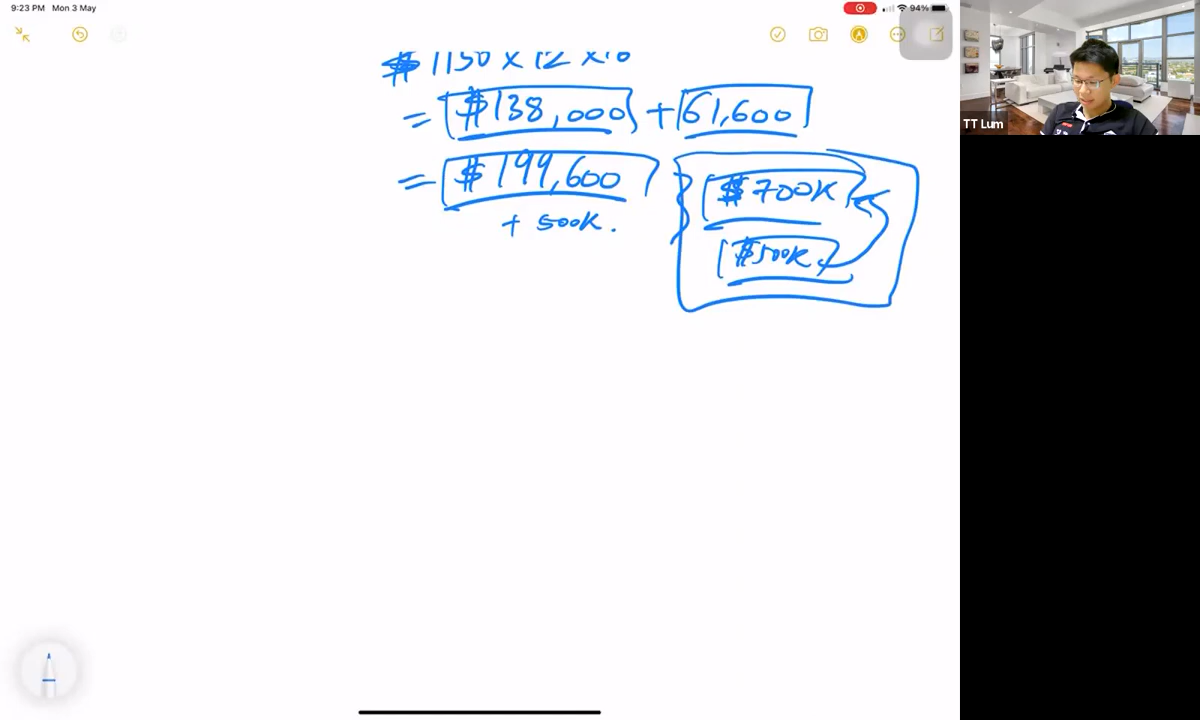 9:23 PM Mon 3 May
94%
$ 1150 x 12 x 10
= $138,000 + 61,600
= $199,600
+ 500K.
$700K
$500K
TT Lum